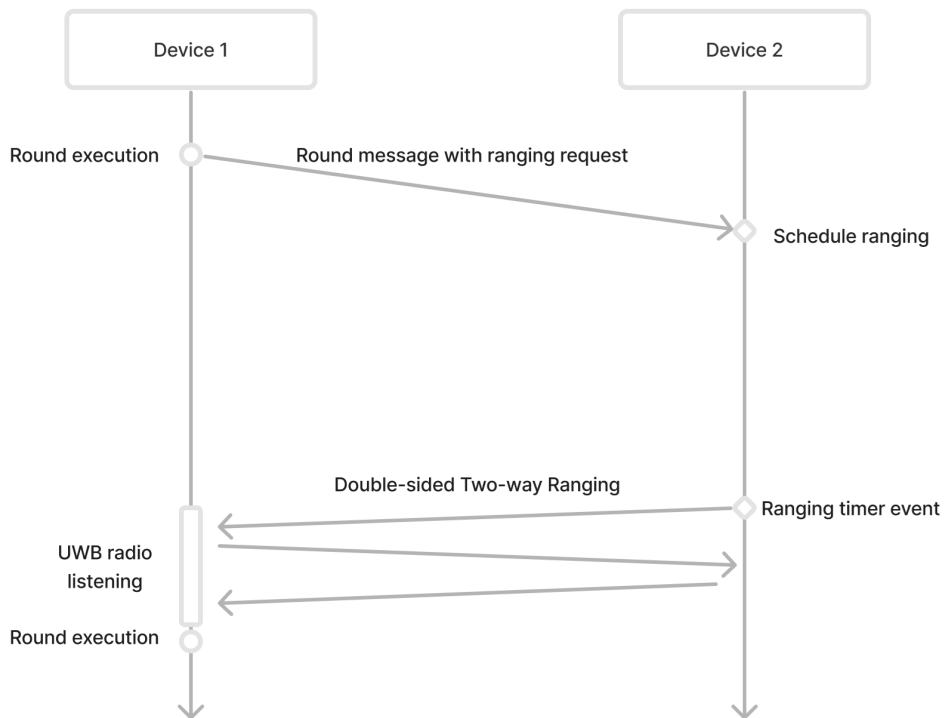 Device 1
Device 2
Round execution
Round message with ranging request
Schedule ranging
Double-sided Two-way Ranging
Ranging timer event
UWB radio
listening
Round execution